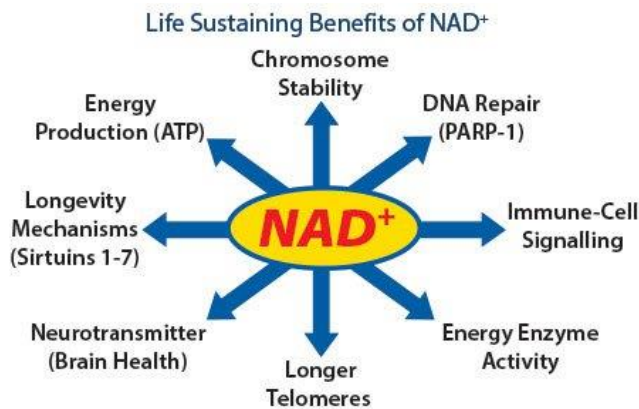 Life Sustaining Benefits of NAD⁺
Chromosome
Stability
Energy
Production (ATP)
DNA Repair
(PARP-1)
Longevity
Mechanisms
(Sirtuins 1-7)
NAD⁺
Immune-Cell
Signalling
Neurotransmitter
(Brain Health)
Longer
Telomeres
Energy Enzyme
Activity